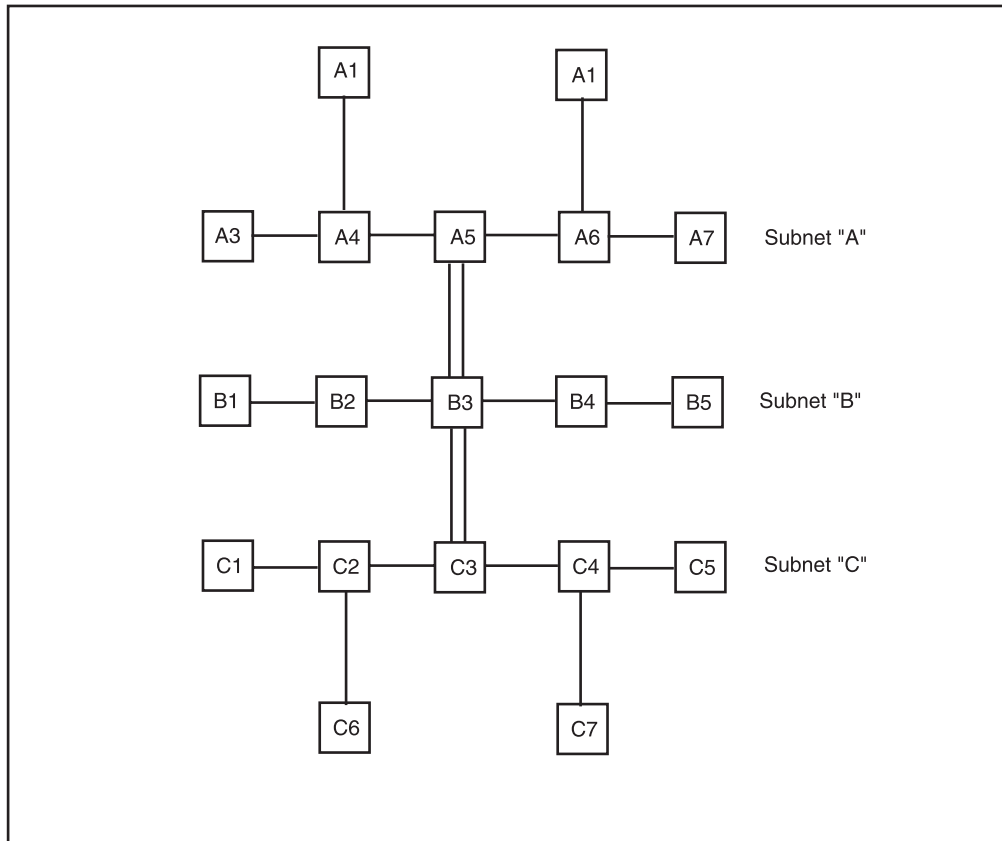 A1 A1
A3 A4 A5 A6 A7 Subnet "A"
B1 B2 B3 B4 B5 Subnet "B"
C1 C2 C3 C4 C5 Subnet "C"
C6 C7